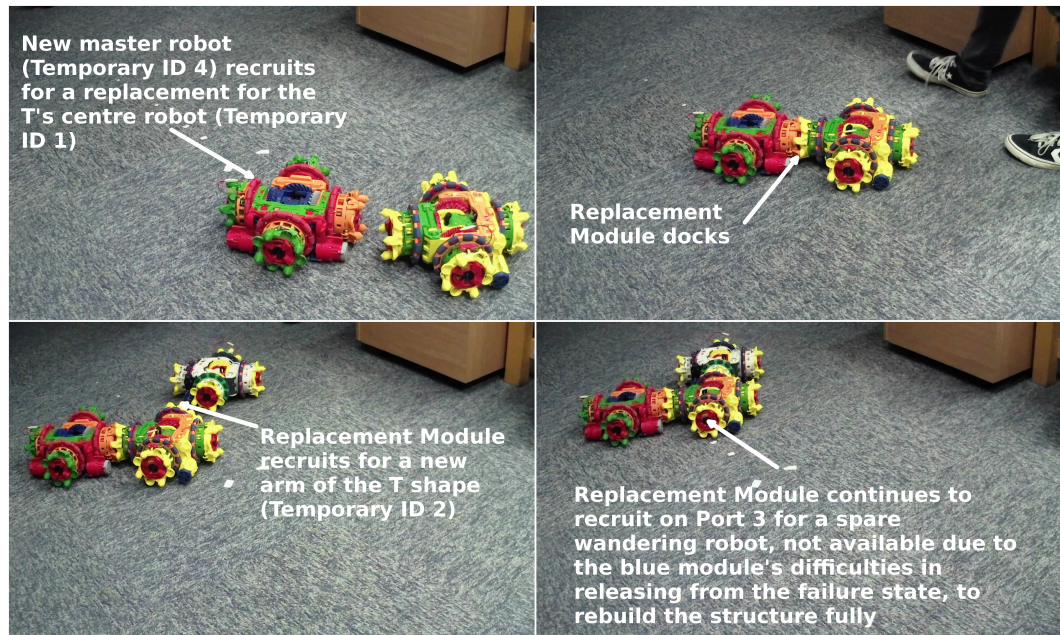 New master robot
(Temporary ID 4) recruits
for a replacement for the
T's centre robot (Temporary
ID 1)
Replacement
Module docks
Replacement Module
recruits for a new
arm of the T shape
(Temporary ID 2)
Replacement Module continues to
recruit on Port 3 for a spare
wandering robot, not available due to
the blue module's difficulties in
releasing from the failure state, to
rebuild the structure fully